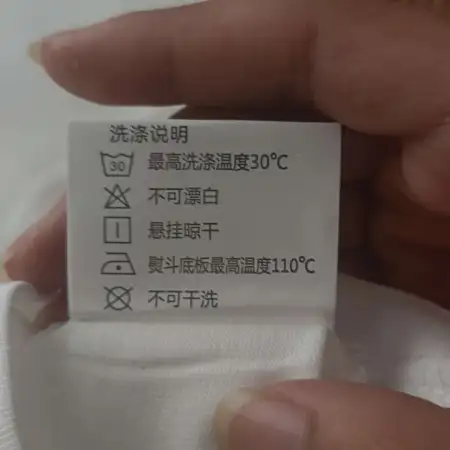 洗涤说明
30 最高洗涤温度30℃
不可漂白
悬挂晾干
熨斗底板最高温度110℃
不可干洗